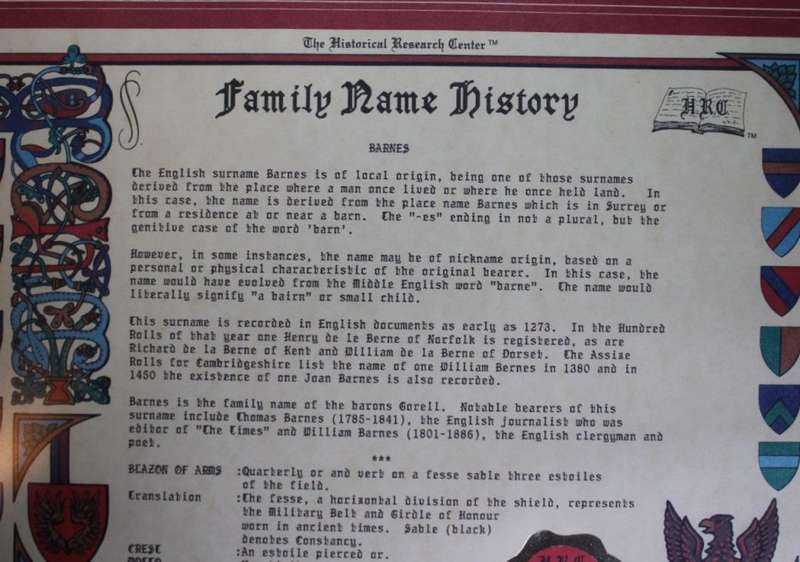 The Historical Research Center™
Family Name History
HRC
™
BARNES
The English surname Barnes is of local origin, being one of those surnames
derived from the place where a man once lived or where he once held land. In
this case, the name is derived from the place name Barnes which is in Surrey or
from a residence at or near a barn. The "-es" ending in not a plural, but the
genitive case of the word 'barn'.
However, in some instances, the name may be of nickname origin, based on a
personal or physical characteristic of the original bearer. In this case, the
name would have evolved from the Middle English word "barne". The name would
literally signify "a bairn" or small child.
This surname is recorded in English documents as early as 1273. In the Hundred
Rolls of that year one Henry de le Berne of Norfolk is registered, as are
Richard de la Berne of Kent and William de la Berne of Dorset. The Assize
Rolls for Cambridgeshire list the name of one William Bernes in 1380 and in
1450 the existence of one Joan Barnes is also recorded.
Barnes is the family name of the barons Gorell. Notable bearers of this
surname include Thomas Barnes (1785-1841), the English journalist who was
editor of "The Times" and William Barnes (1801-1886), the English clergyman and
poet.
***
BLAZON OF ARMS :Quarterly or and vert on a fesse sable three estoiles
of the field.
Translation :The fesse, a horizontal division of the shield, represents
the Military Belt and Girdle of Honour
worn in ancient times. Sable (black)
denotes Constancy.
CREST :An estoile pierced or.
HRC